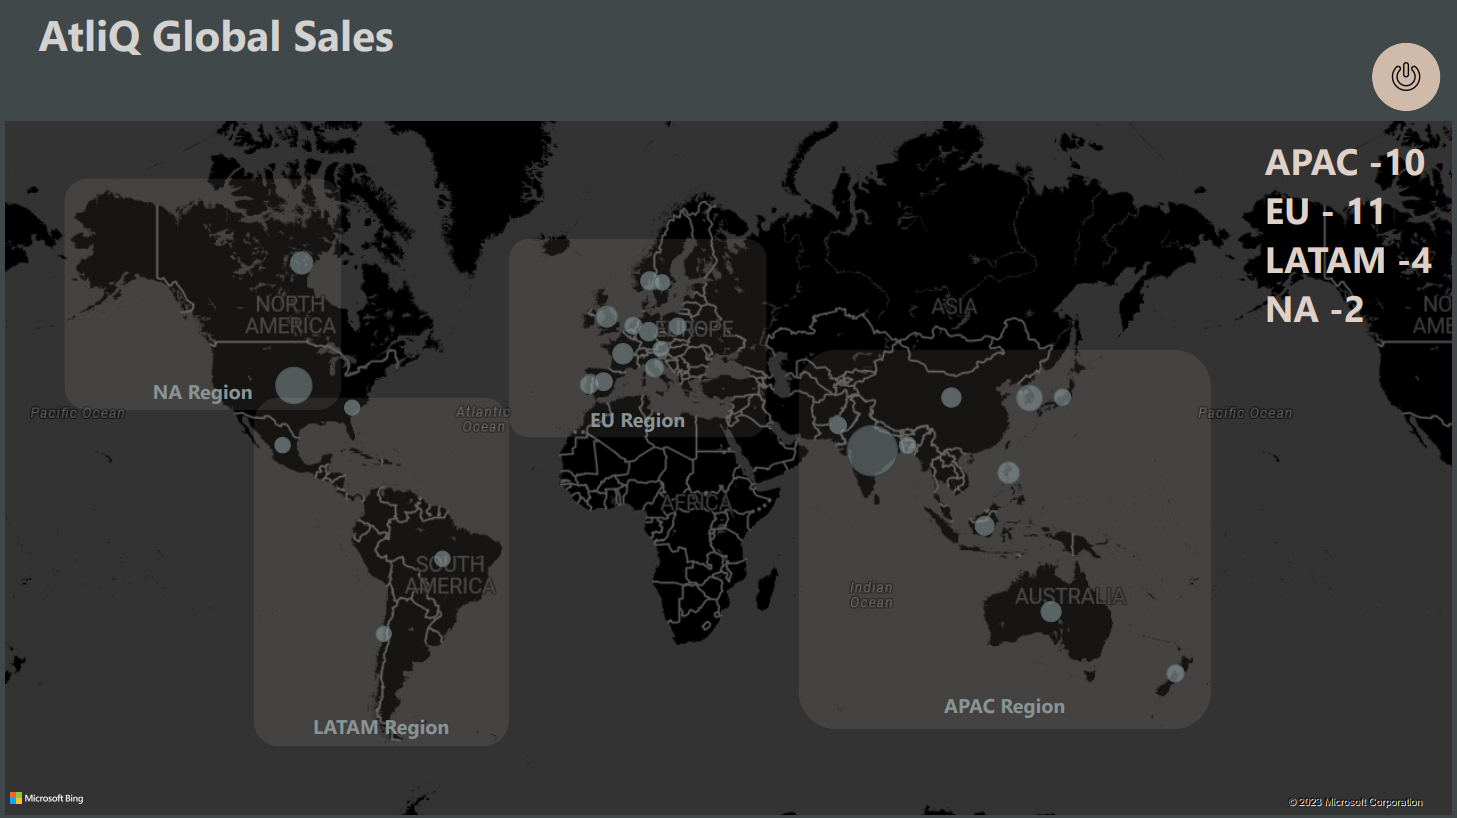 AtliQ Global Sales
APAC -10
EU - 11
LATAM -4
NA -2
NORTH
AMERICA
NA Region
Pacific Ocean
Atlantic
Ocean
EUROPE
EU Region
ASIA
AFRICA
Pacific Ocean
NO
AME
SOUTH
AMERICA
LATAM Region
Indian
Ocean
AUSTRALIA
APAC Region
Microsoft Bing
© 2023 Microsoft Corporation